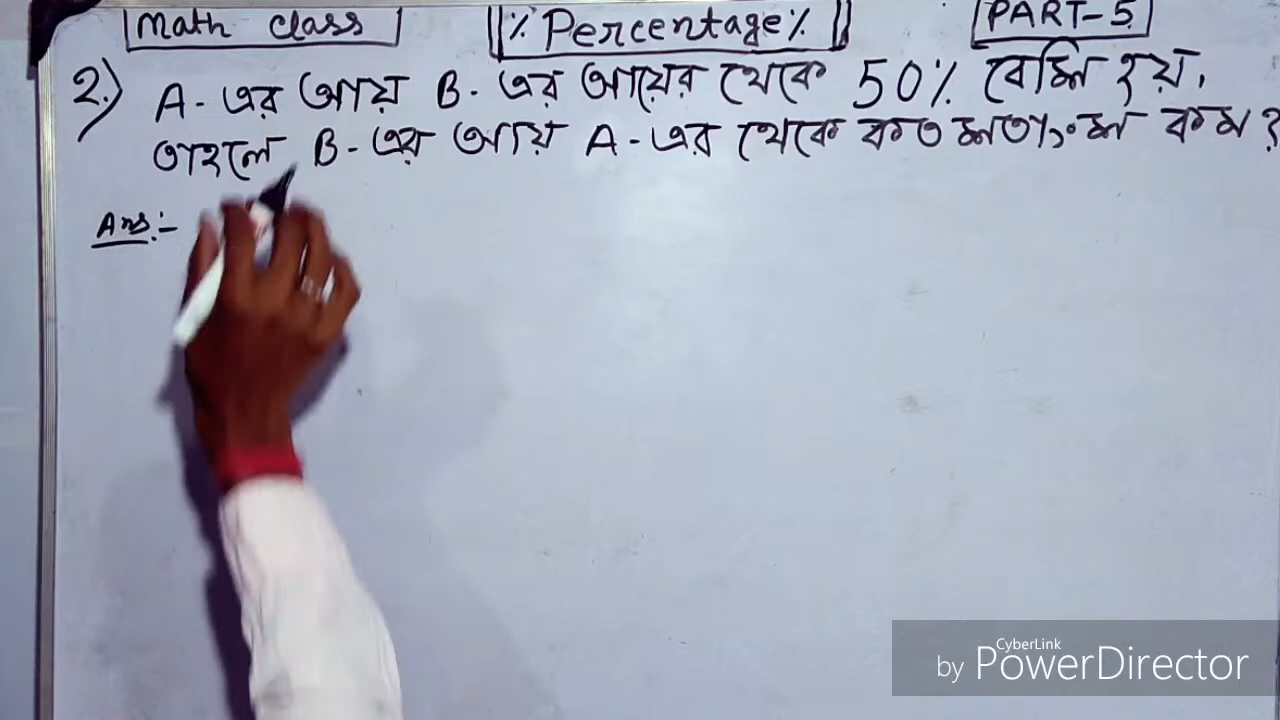 Math class
٪ Percentage ٪
PART-5
২.) A-এর আয় B-এর আয়ের থেকে 50% বেশি হয়,
তাহলে B-এর আয় A-এর থেকে কত শতাংশ কম?
Ans:-
CyberLink
by PowerDirector